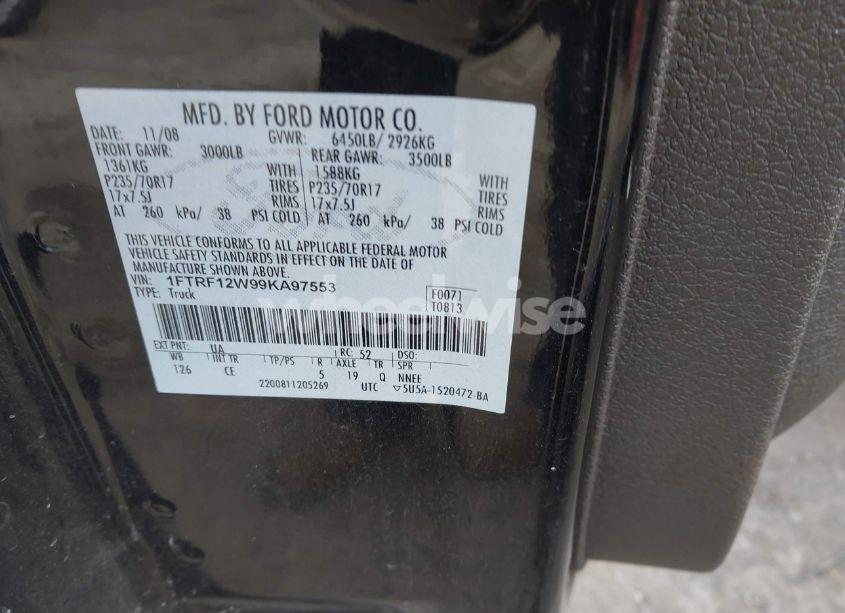 MFD. BY FORD MOTOR CO.
DATE: 11/08 GVWR: 6450LB/ 2926KG
FRONT GAWR: 3000LB REAR GAWR: 3500LB
1361KG WITH 1588KG WITH
P235/70R17 TIRES P235/70R17 TIRES
17x7.5J RIMS 17x7.5J RIMS
AT 260 kPa/ 38 PSI COLD AT 260 kPa/ 38 PSI COLD
THIS VEHICLE CONFORMS TO ALL APPLICABLE FEDERAL MOTOR
VEHICLE SAFETY STANDARDS IN EFFECT ON THE DATE OF
MANUFACTURE SHOWN ABOVE.
VIN: 1FTRF12W99KA97553 F0071
TYPE: Truck T0813
wheelwise
EXT PNT: UA RC: 52 DSO:
WB INT TR TP/PS R AXLE TR SPR
126 CE 5 19 Q NNEE
2200811205269 UTC ▽5U5A-1520472-BA